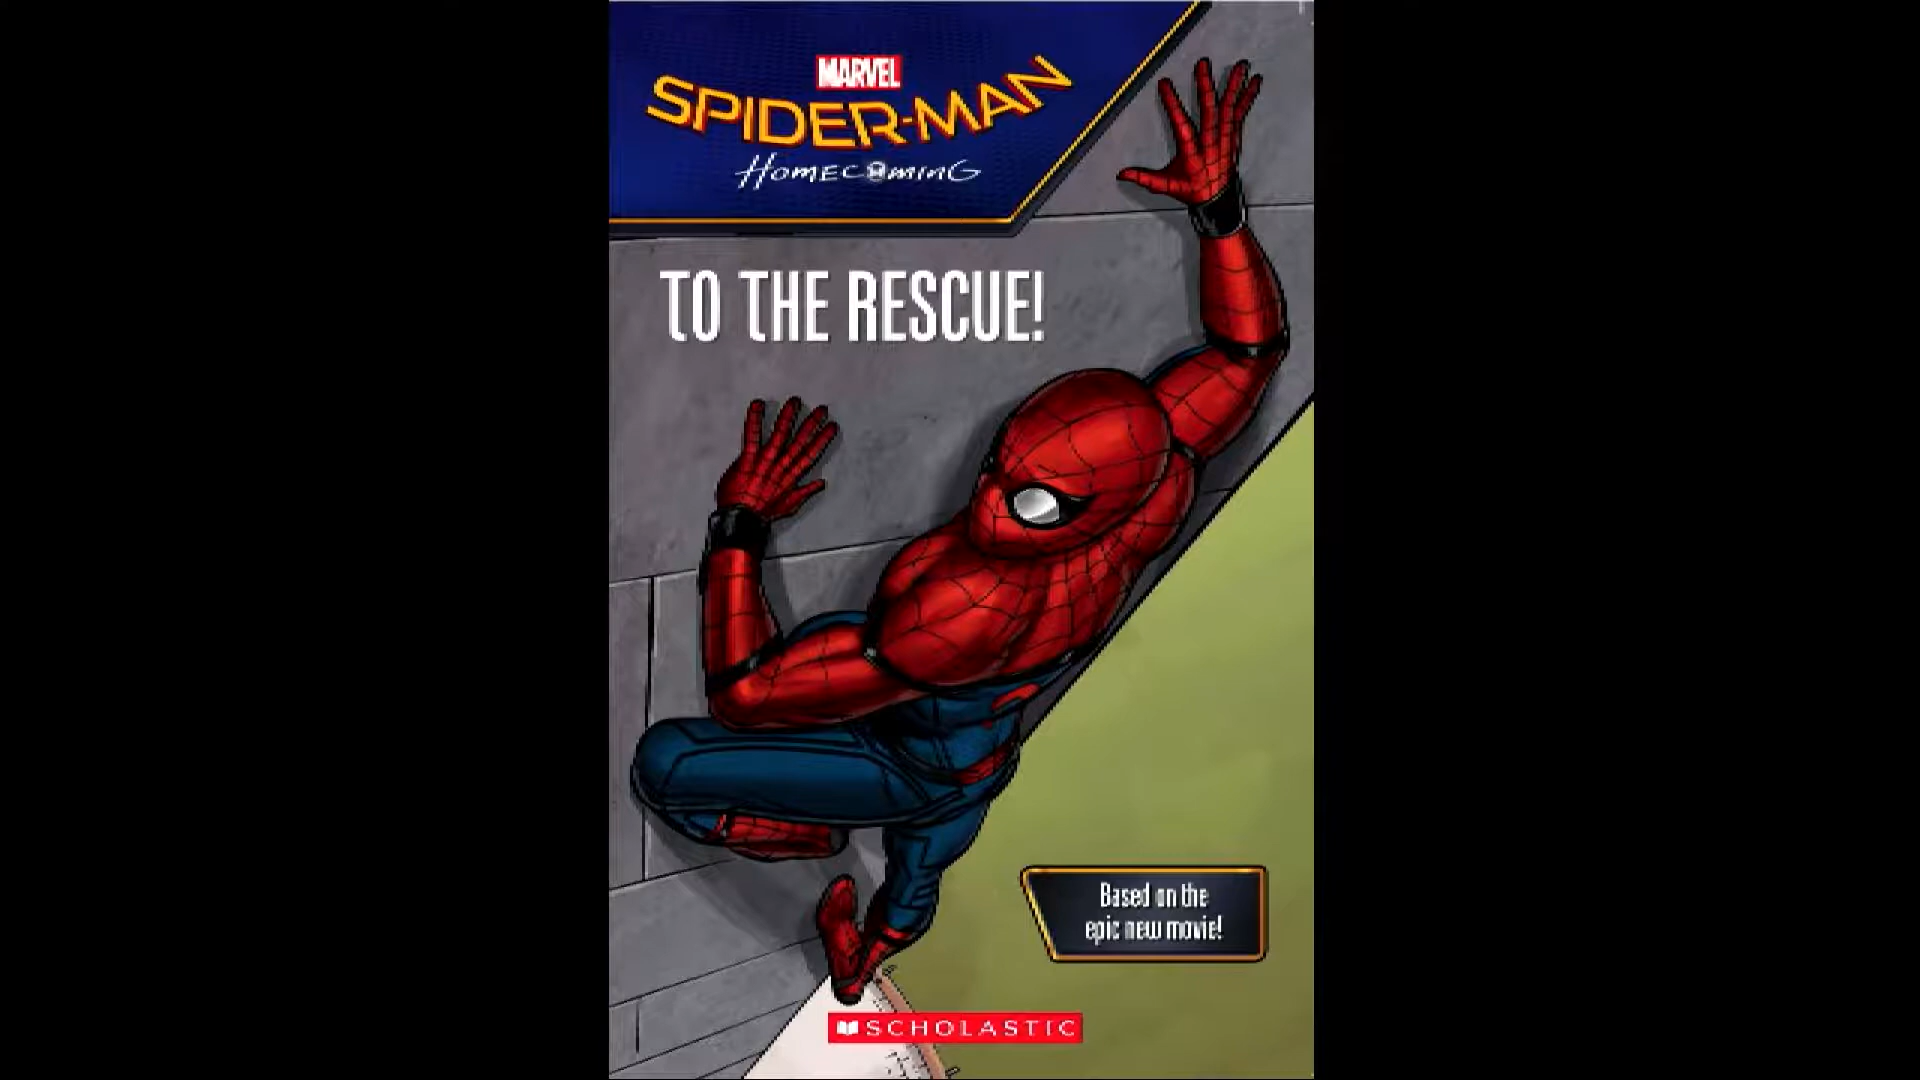 MARVEL
SPIDER-MAN
HOMECOMING
TO THE RESCUE!
Based on the
epic new movie!
SCHOLASTIC